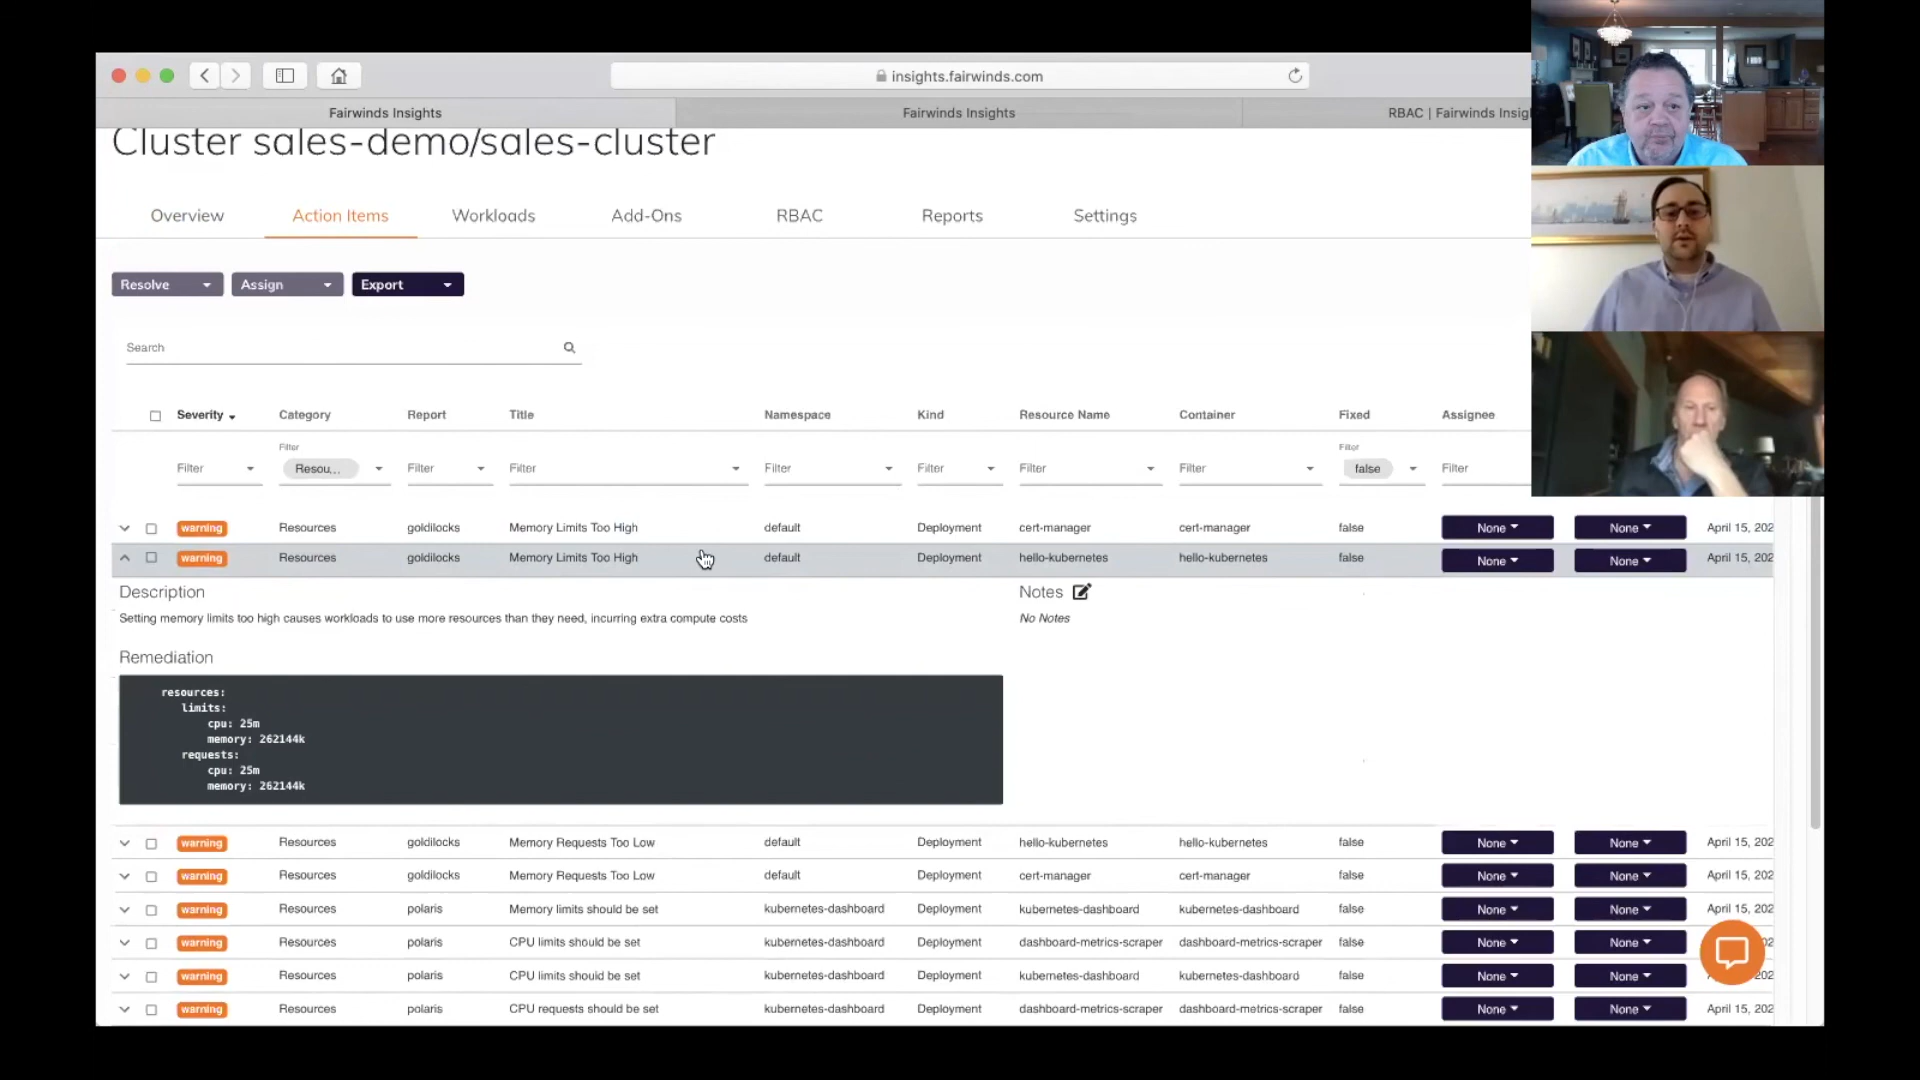 insights.fairwinds.com
Fairwinds Insights Fairwinds Insights RBAC | Fairwinds Insig
Cluster sales-demo/sales-cluster
Overview Action Items Workloads Add-Ons RBAC Reports Settings
Resolve Assign Export
Search
Severity Category Report Title Namespace Kind Resource Name Container Fixed Assignee
Filter Filter
Filter Resou... Filter Filter Filter Filter Filter Filter false Filter
warning Resources goldilocks Memory Limits Too High default Deployment cert-manager cert-manager false None None April 15, 202
warning Resources goldilocks Memory Limits Too High default Deployment hello-kubernetes hello-kubernetes false None None April 15, 202
Description Notes
Setting memory limits too high causes workloads to use more resources than they need, incurring extra compute costs No Notes
Remediation
resources:
limits:
cpu: 25m
memory: 262144k
requests:
cpu: 25m
memory: 262144k
warning Resources goldilocks Memory Requests Too Low default Deployment hello-kubernetes hello-kubernetes false None None April 15, 202
warning Resources goldilocks Memory Requests Too Low default Deployment cert-manager cert-manager false None None April 15, 202
warning Resources polaris Memory limits should be set kubernetes-dashboard Deployment kubernetes-dashboard kubernetes-dashboard false None None April 15, 202
warning Resources polaris CPU limits should be set kubernetes-dashboard Deployment dashboard-metrics-scraper dashboard-metrics-scraper false None None 02
warning Resources polaris CPU limits should be set kubernetes-dashboard Deployment kubernetes-dashboard kubernetes-dashboard false None None 202
warning Resources polaris CPU requests should be set kubernetes-dashboard Deployment dashboard-metrics-scraper dashboard-metrics-scraper false None None April 15, 202